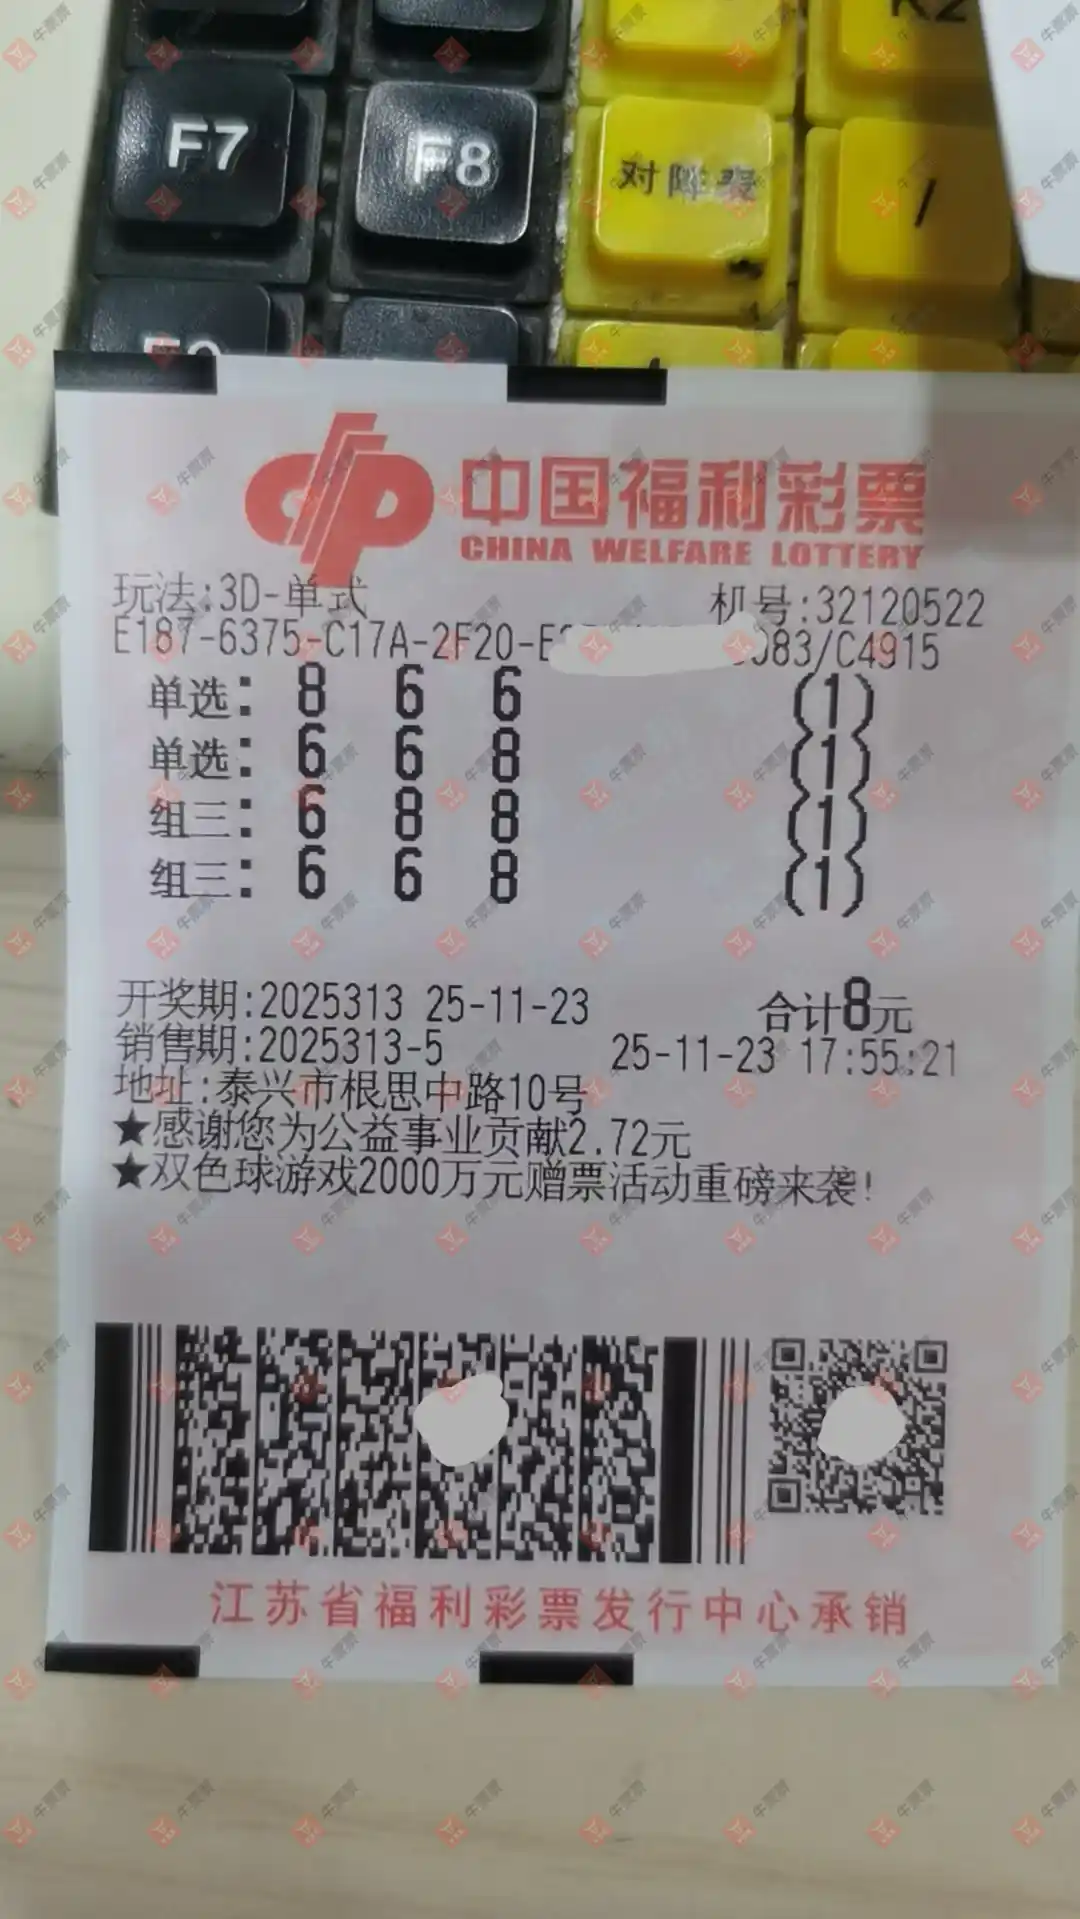 F7
F8
对阵表
/
中国福利彩票
CHINA WELFARE LOTTERY
玩法:3D-单式
机号:32120522
E187-6375-C17A-2F20-E
083/C4915
单选: 8 6 6 (1)
单选: 6 6 8 (1)
组三: 6 8 8 (1)
组三: 6 6 8 (1)
开奖期:2025313 25-11-23 合计8元
销售期:2025313-5 25-11-23 17:55:21
地址:泰兴市根思中路10号
★感谢您为公益事业贡献2.72元
★双色球游戏2000万元赠票活动重磅来袭!
江苏省福利彩票发行中心承销
牛票票